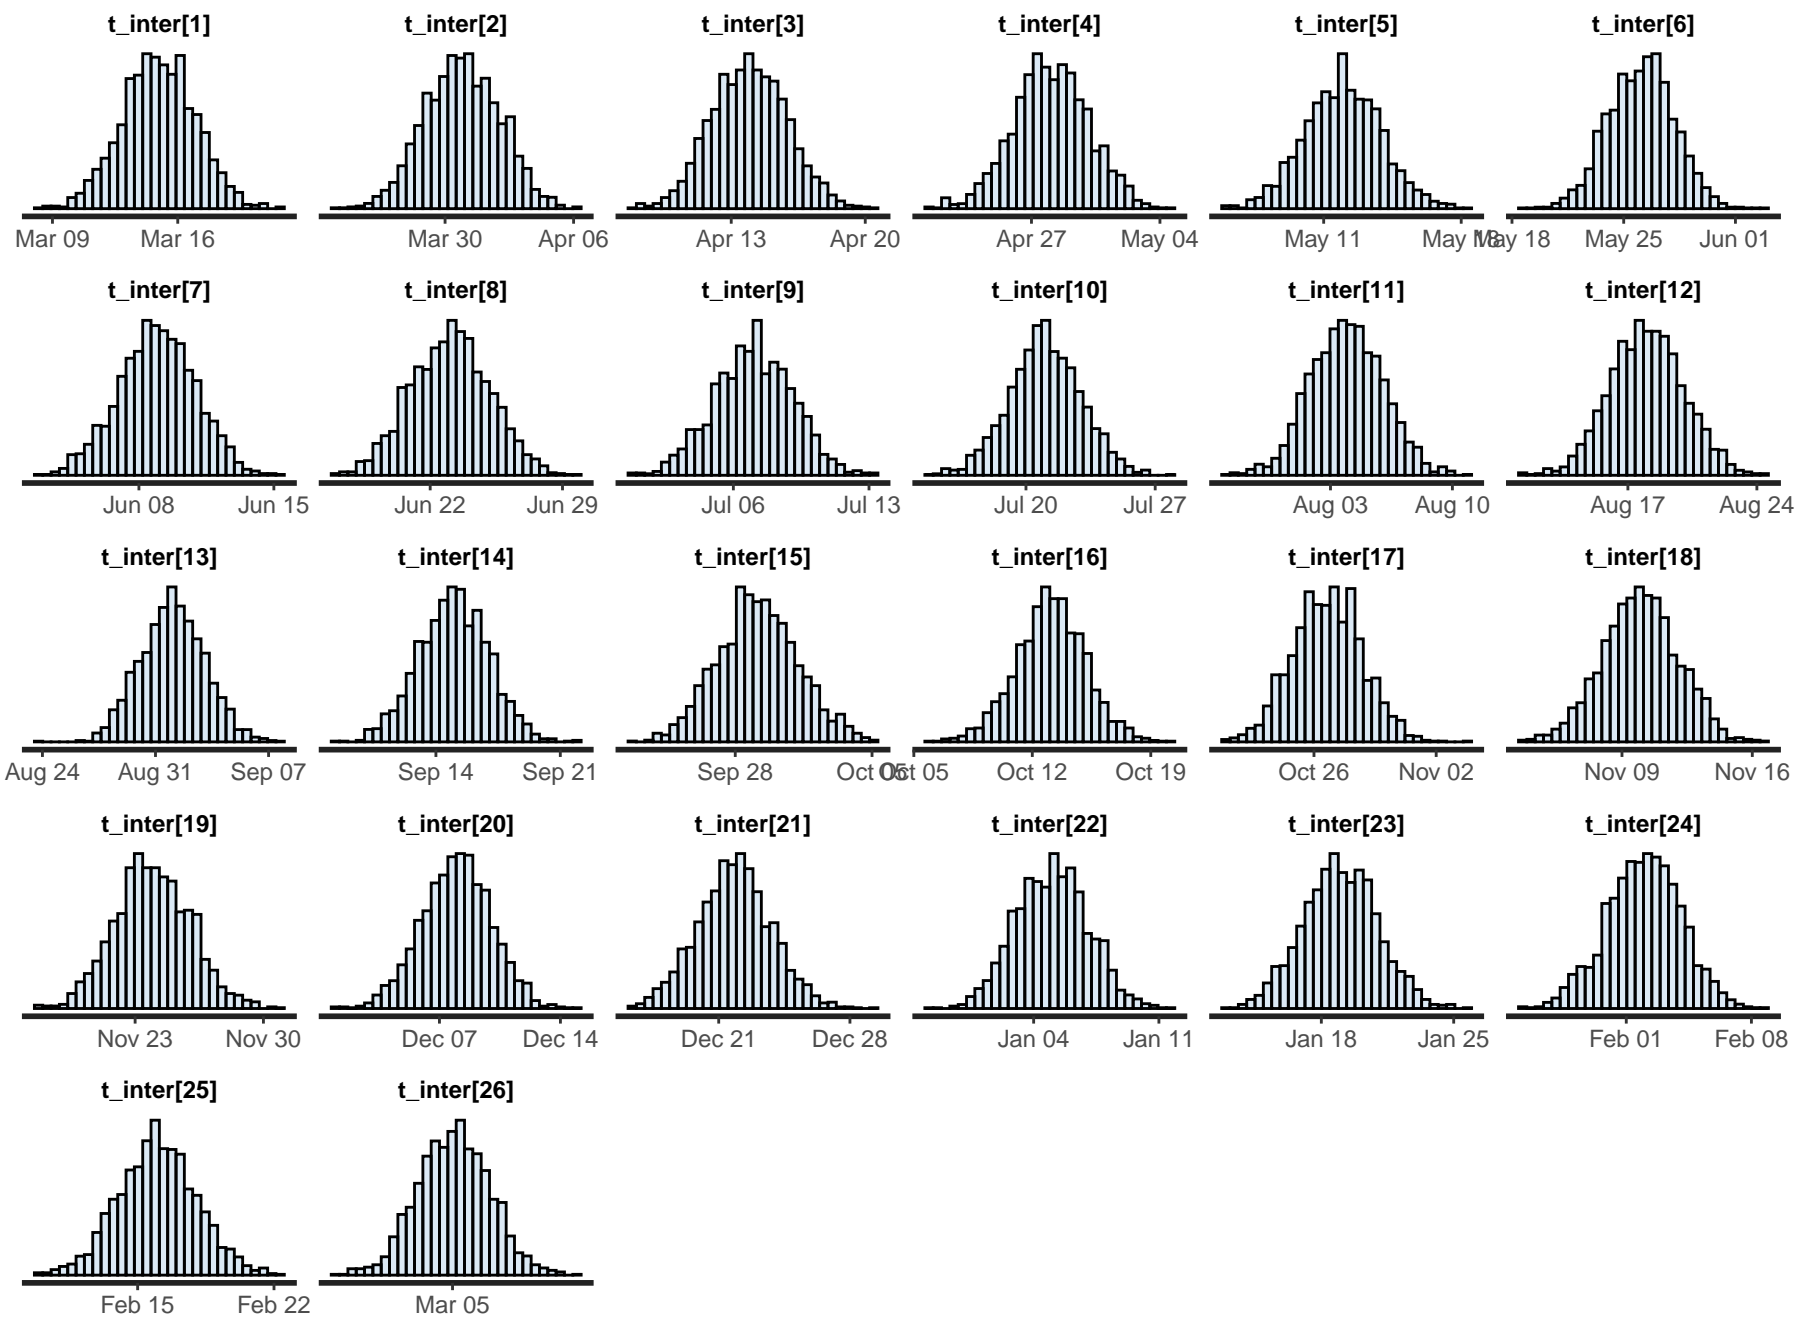 t_inter[1] t_inter[2] t_inter[3] t_inter[4] t_inter[5] t_inter[6]
Mar 09 Mar 16 Mar 30 Apr 06 Apr 13 Apr 20 Apr 27 May 04 May 11 May 18 May 18 May 25 Jun 01
t_inter[7] t_inter[8] t_inter[9] t_inter[10] t_inter[11] t_inter[12]
Jun 08 Jun 15 Jun 22 Jun 29 Jul 06 Jul 13 Jul 20 Jul 27 Aug 03 Aug 10 Aug 17 Aug 24
t_inter[13] t_inter[14] t_inter[15] t_inter[16] t_inter[17] t_inter[18]
Aug 24 Aug 31 Sep 07 Sep 14 Sep 21 Sep 28 Oct 05 Oct 05 Oct 12 Oct 19 Oct 26 Nov 02 Nov 09 Nov 16
t_inter[19] t_inter[20] t_inter[21] t_inter[22] t_inter[23] t_inter[24]
Nov 23 Nov 30 Dec 07 Dec 14 Dec 21 Dec 28 Jan 04 Jan 11 Jan 18 Jan 25 Feb 01 Feb 08
t_inter[25] t_inter[26]
Feb 15 Feb 22 Mar 05